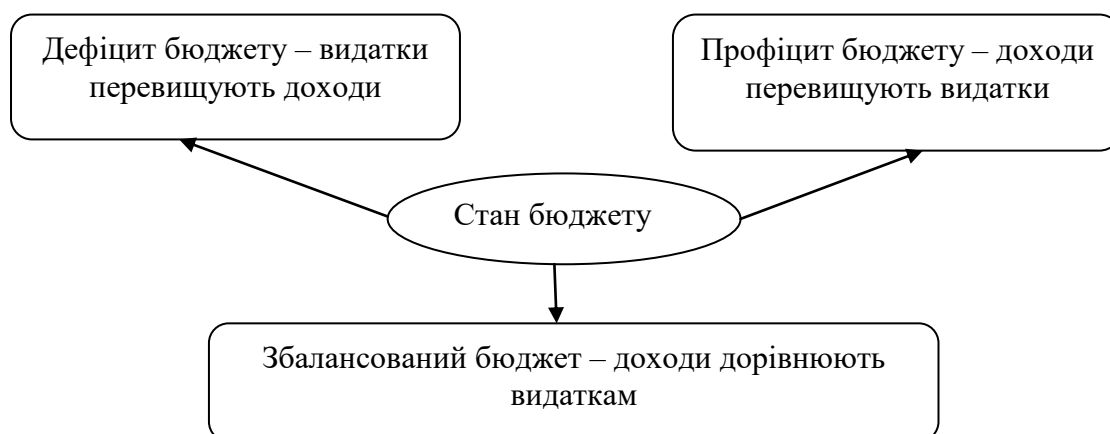 Дефіцит бюджету – видатки
перевищують доходи
Профіцит бюджету – доходи
перевищують видатки
Стан бюджету
Збалансований бюджет – доходи дорівнюють
видаткам